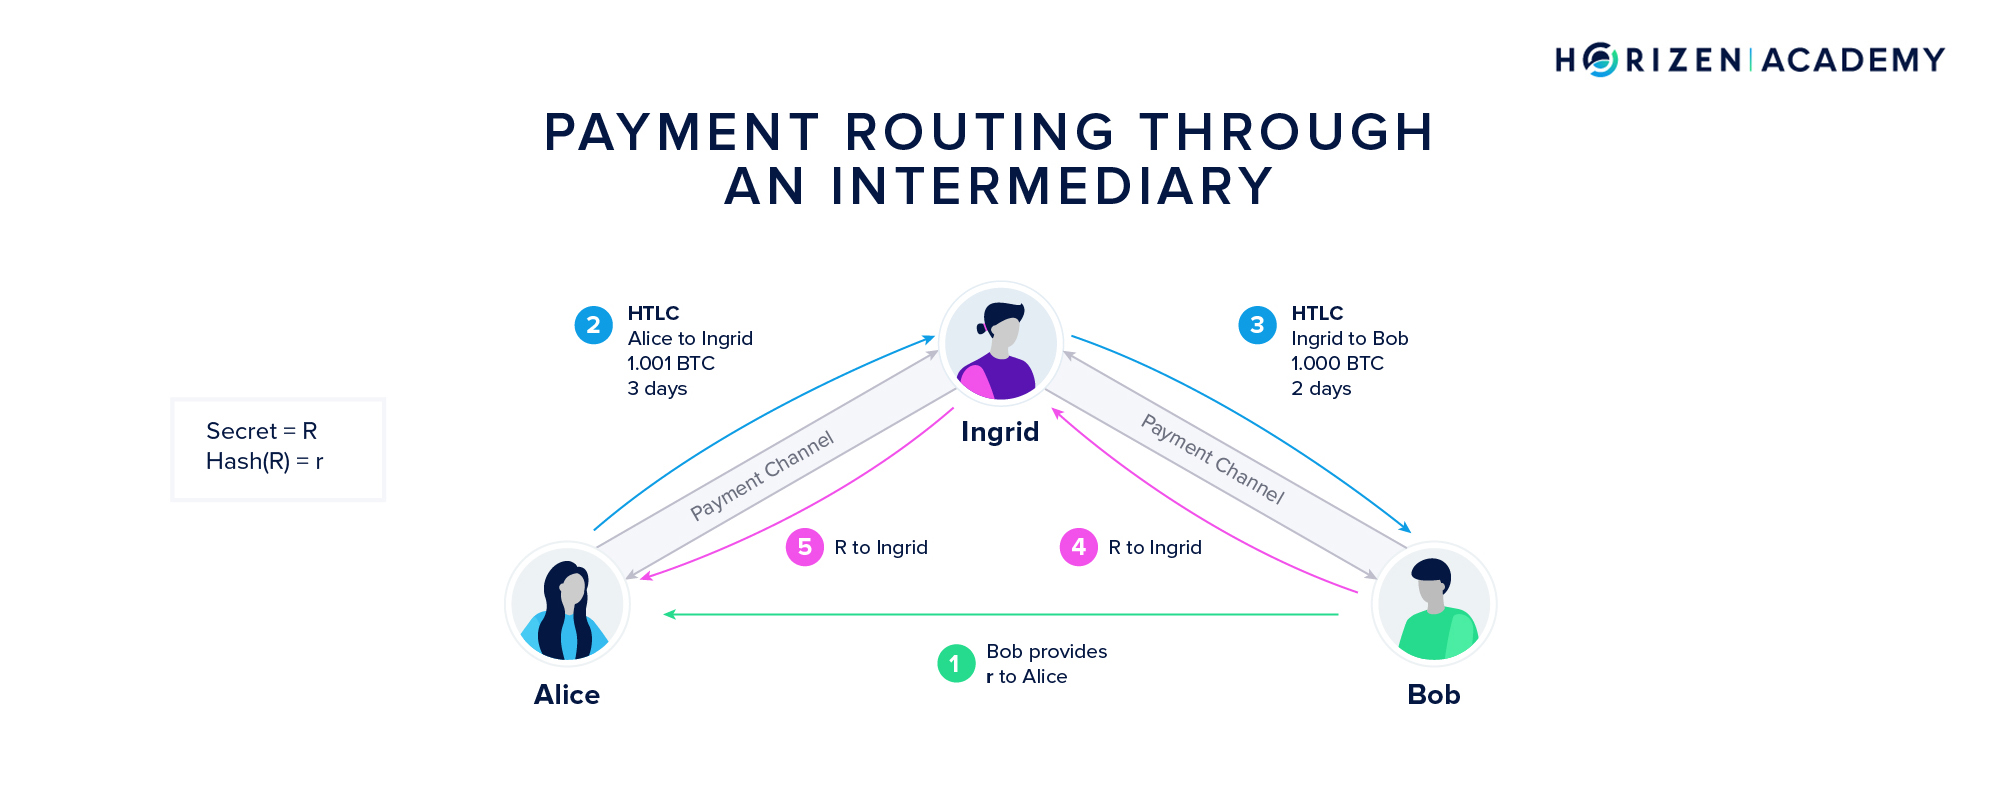 HORIZEN ACADEMY
PAYMENT ROUTING THROUGH
AN INTERMEDIARY
2
HTLC
Alice to Ingrid
1.001 BTC
3 days
3
HTLC
Ingrid to Bob
1.000 BTC
2 days
Secret = R
Hash(R) = r
Ingrid
Payment Channel
Payment Channel
5
R to Ingrid
4
R to Ingrid
1
Bob provides
r to Alice
Alice
Bob